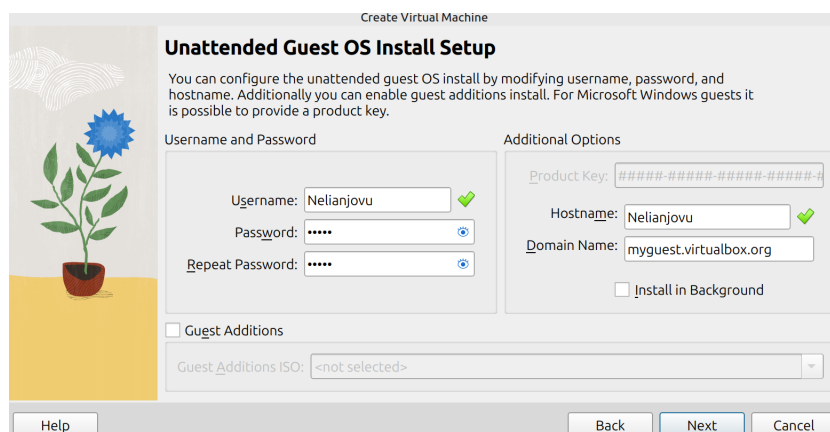 Create Virtual Machine
Unattended Guest OS Install Setup
You can configure the unattended guest OS install by modifying username, password, and
hostname. Additionally you can enable guest additions install. For Microsoft Windows guests it
is possible to provide a product key.
Username and Password
Username: Nelianjovu
Password: •••••
Repeat Password: •••••
Additional Options
Product Key: #####-#####-#####-#####-#
Hostname: Nelianjovu
Domain Name: myguest.virtualbox.org
Install in Background
Guest Additions
Guest Additions ISO: <not selected>
Help
Back
Next
Cancel